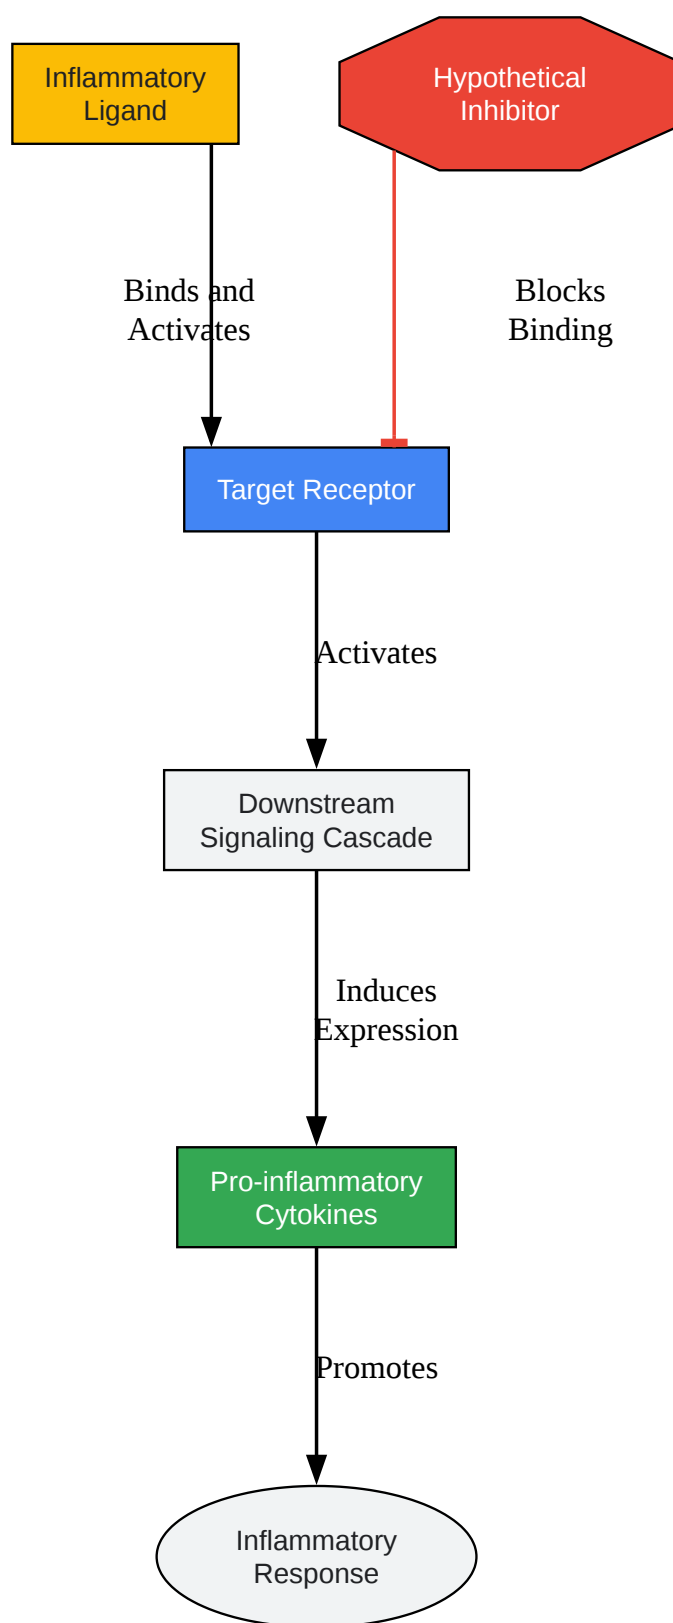 Inflammatory
Ligand
Hypothetical
Inhibitor
Binds and
Activates
Blocks
Binding
Target Receptor
Activates
Downstream
Signaling Cascade
Induces
Expression
Pro-inflammatory
Cytokines
Promotes
Inflammatory
Response